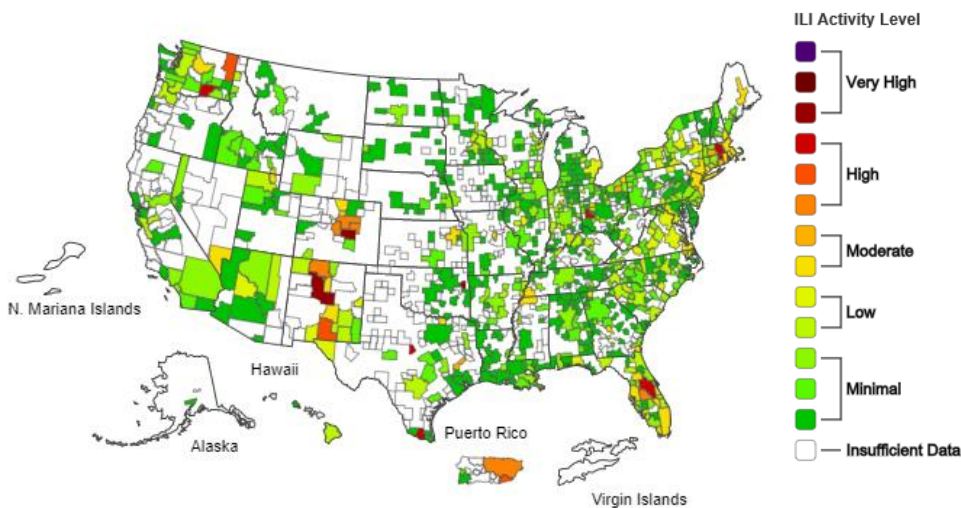 ILI Activity Level
Very High
High
Moderate
Low
Minimal
Insufficient Data
N. Mariana Islands
Hawaii
Alaska
Puerto Rico
Virgin Islands